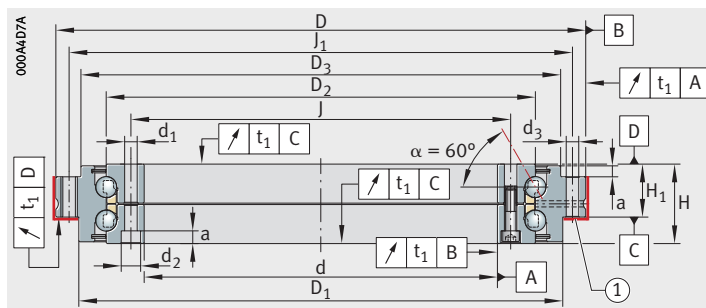 000A4D7A
D
B
J₁
D₃
t₁ A
D₂
J
d₁
t₁ C
d₃
D
α = 60°
t₁ D
t₁ C
a
H₁
H
a
C
d₂
t₁ B
d
A
1
D₁